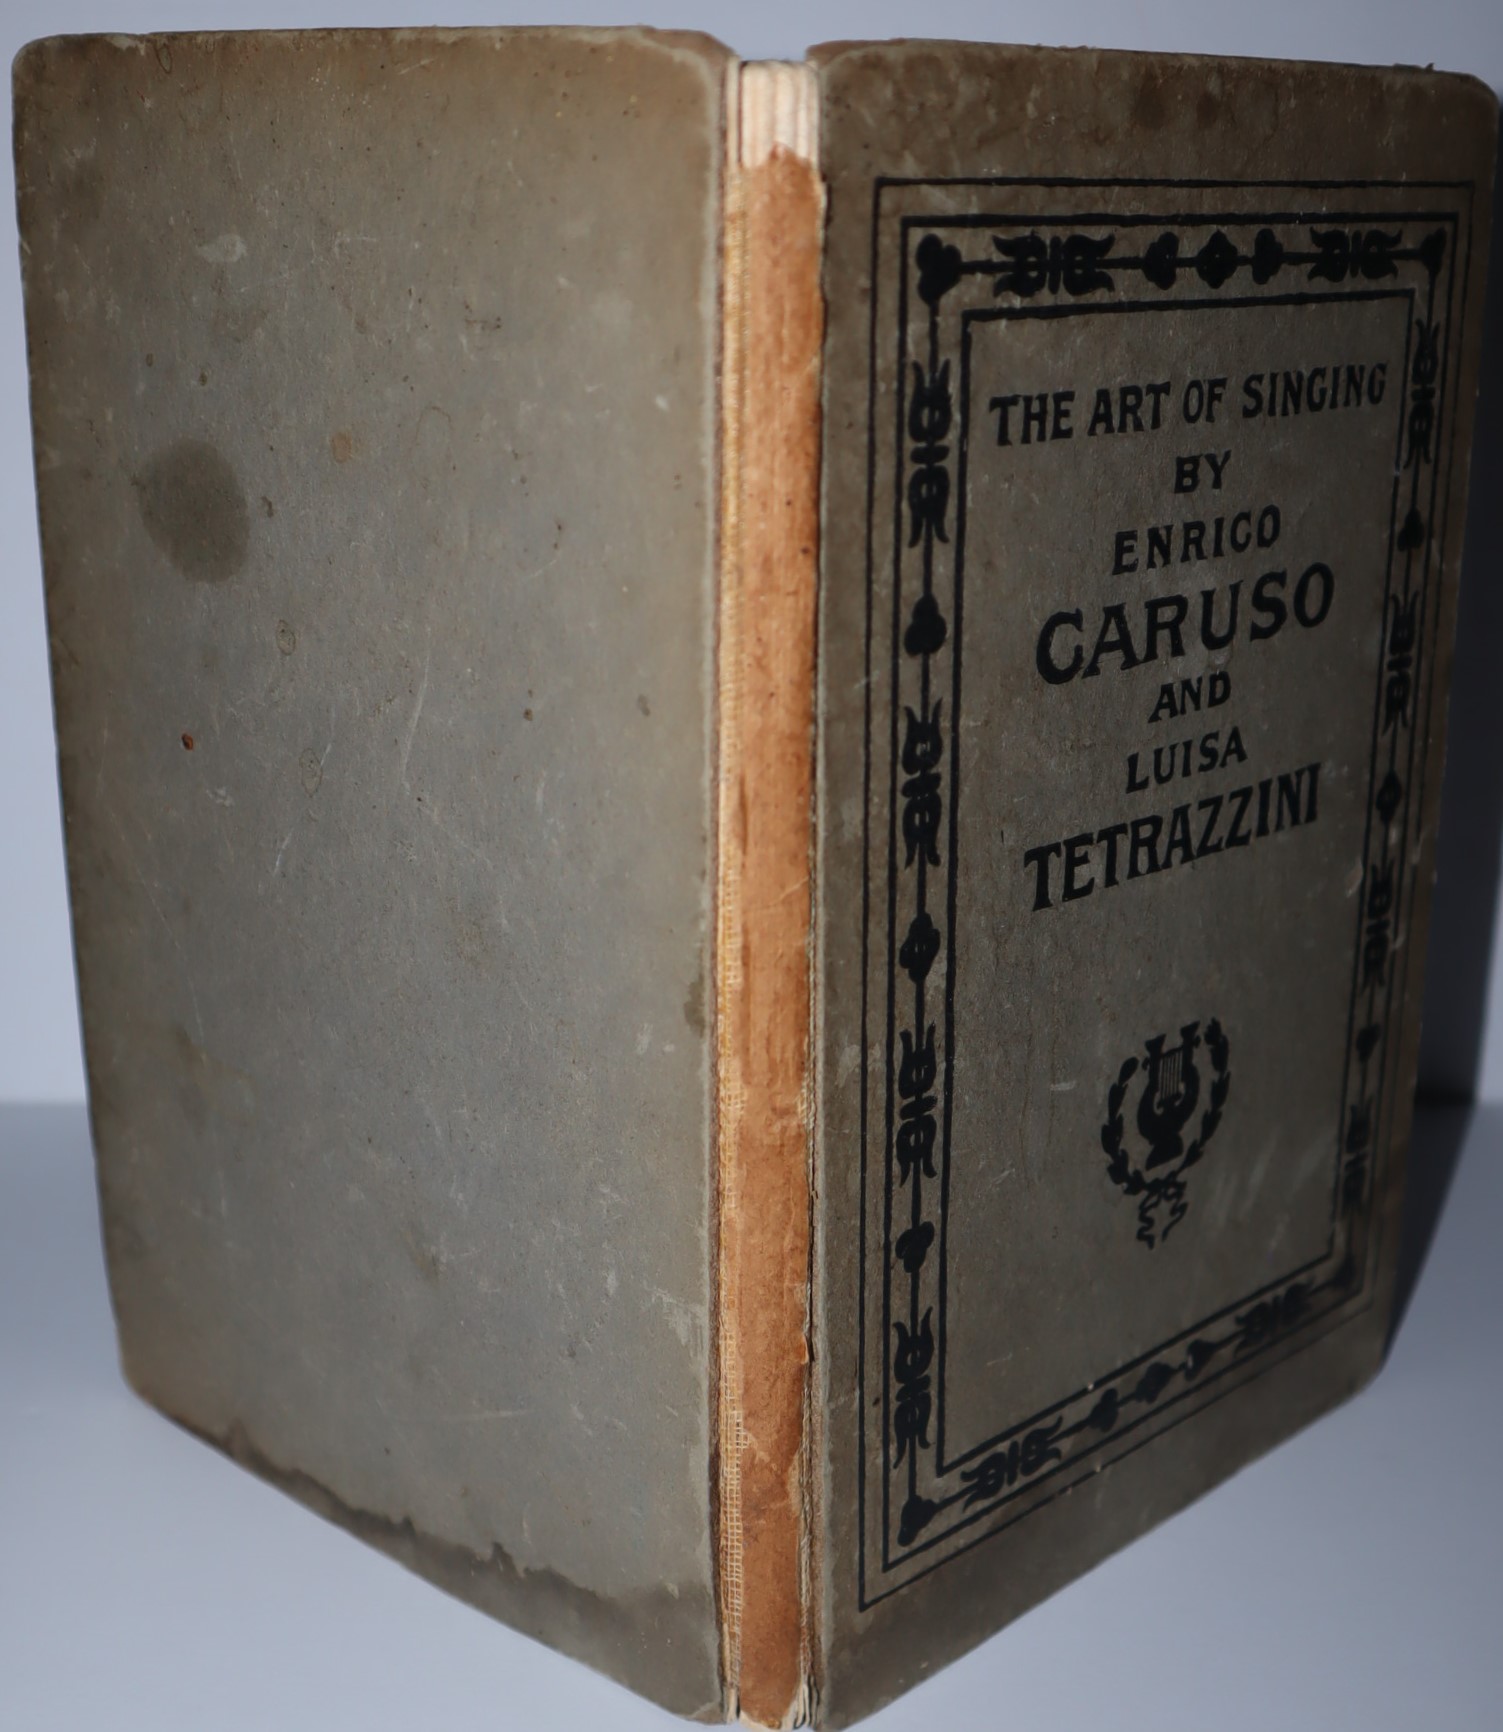 THE ART OF SINGING
BY
ENRICO
CARUSO
AND
LUISA
TETRAZZINI